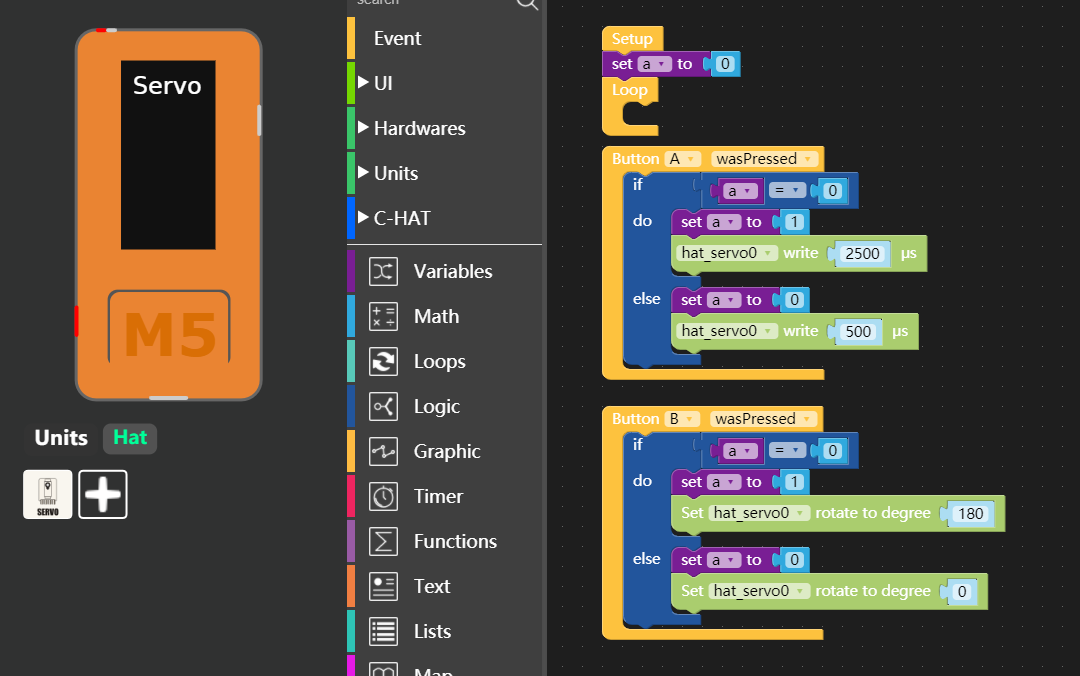 Servo
M5
Units Hat
SERVO
search
Event
UI
Hardwares
Units
C-HAT
Variables
Math
Loops
Logic
Graphic
Timer
Functions
Text
Lists
Map
Setup
set a to 0
Loop
Button A wasPressed
if a = 0
do set a to 1
hat_servo0 write 2500 µs
else set a to 0
hat_servo0 write 500 µs
Button B wasPressed
if a = 0
do set a to 1
Set hat_servo0 rotate to degree 180
else set a to 0
Set hat_servo0 rotate to degree 0